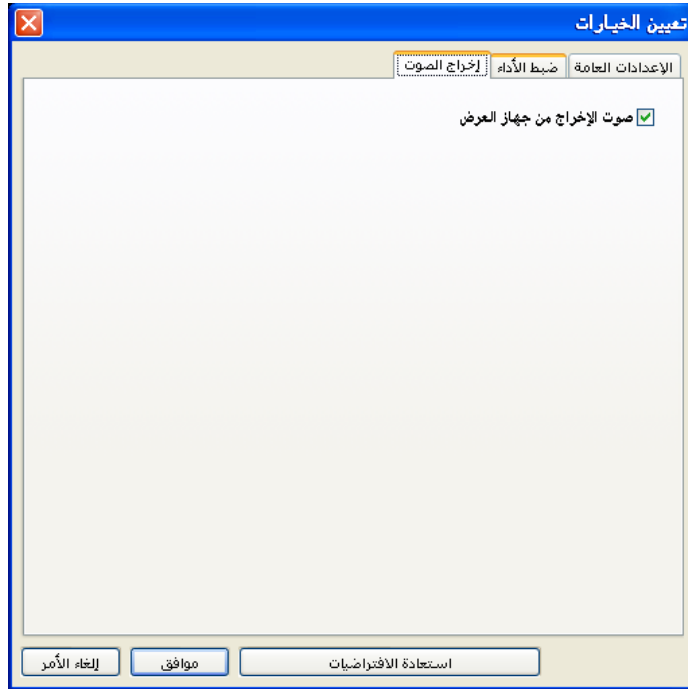 تعيين الخيارات
الإعدادات العامة ضبط الأداء إخراج الصوت
صوت الإخراج من جهاز العرض
استعادة الافتراضيات موافق إلغاء الأمر